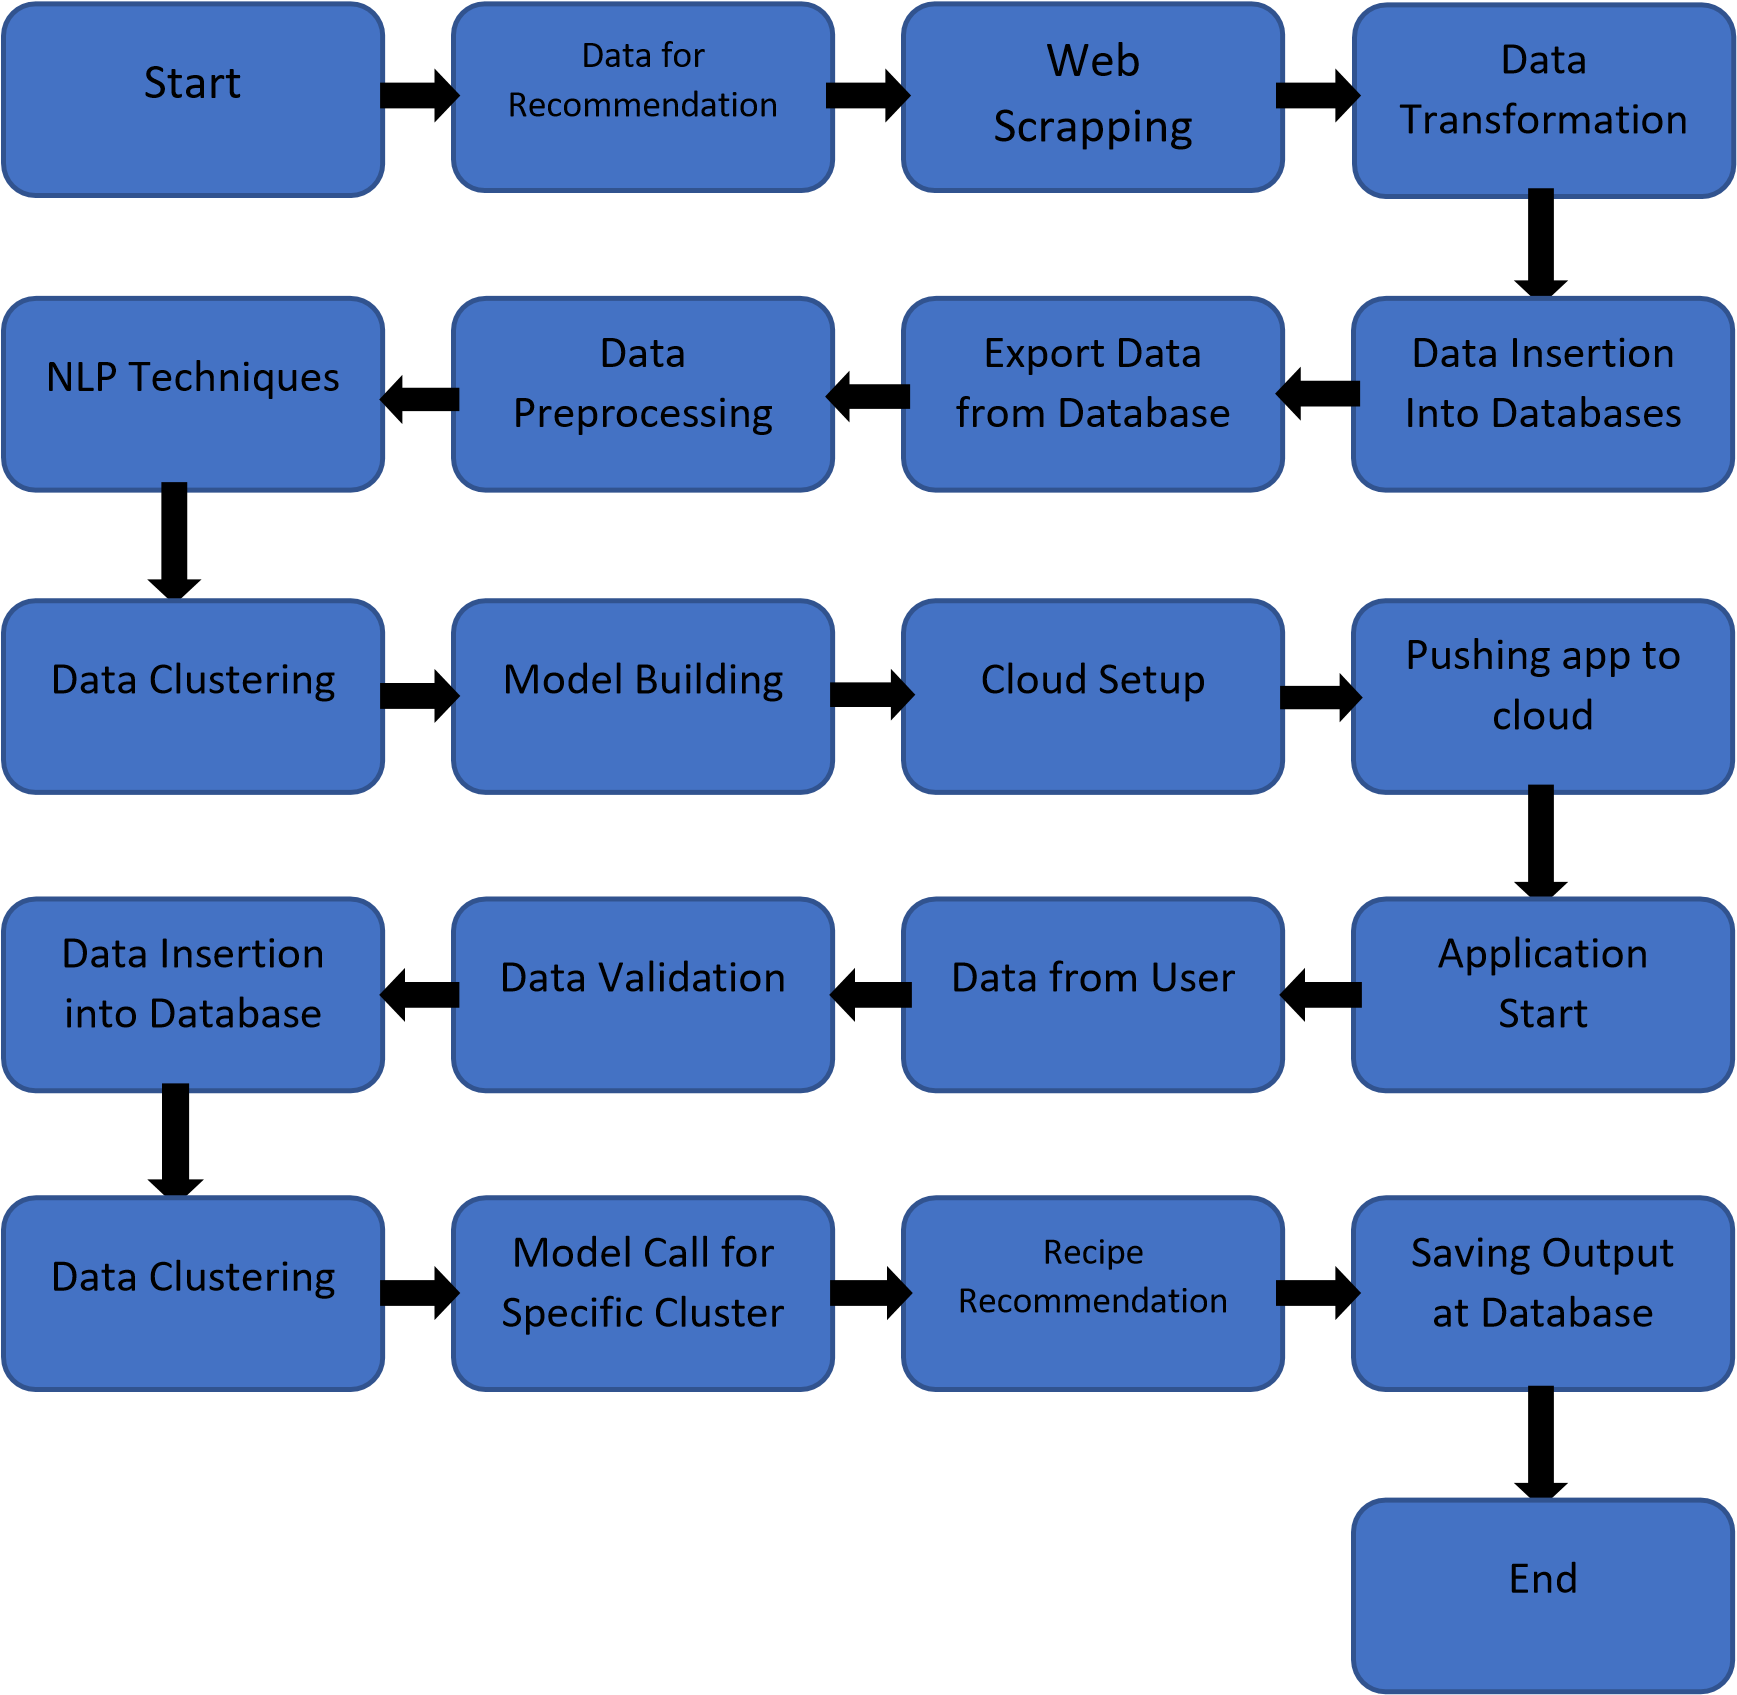 Start
Data for
Recommendation
Web
Scrapping
Data
Transformation
Data Insertion
Into Databases
Export Data
from Database
Data
Preprocessing
NLP Techniques
Data Clustering
Model Building
Cloud Setup
Pushing app to
cloud
Application
Start
Data from User
Data Validation
Data Insertion
into Database
Data Clustering
Model Call for
Specific Cluster
Recipe
Recommendation
Saving Output
at Database
End